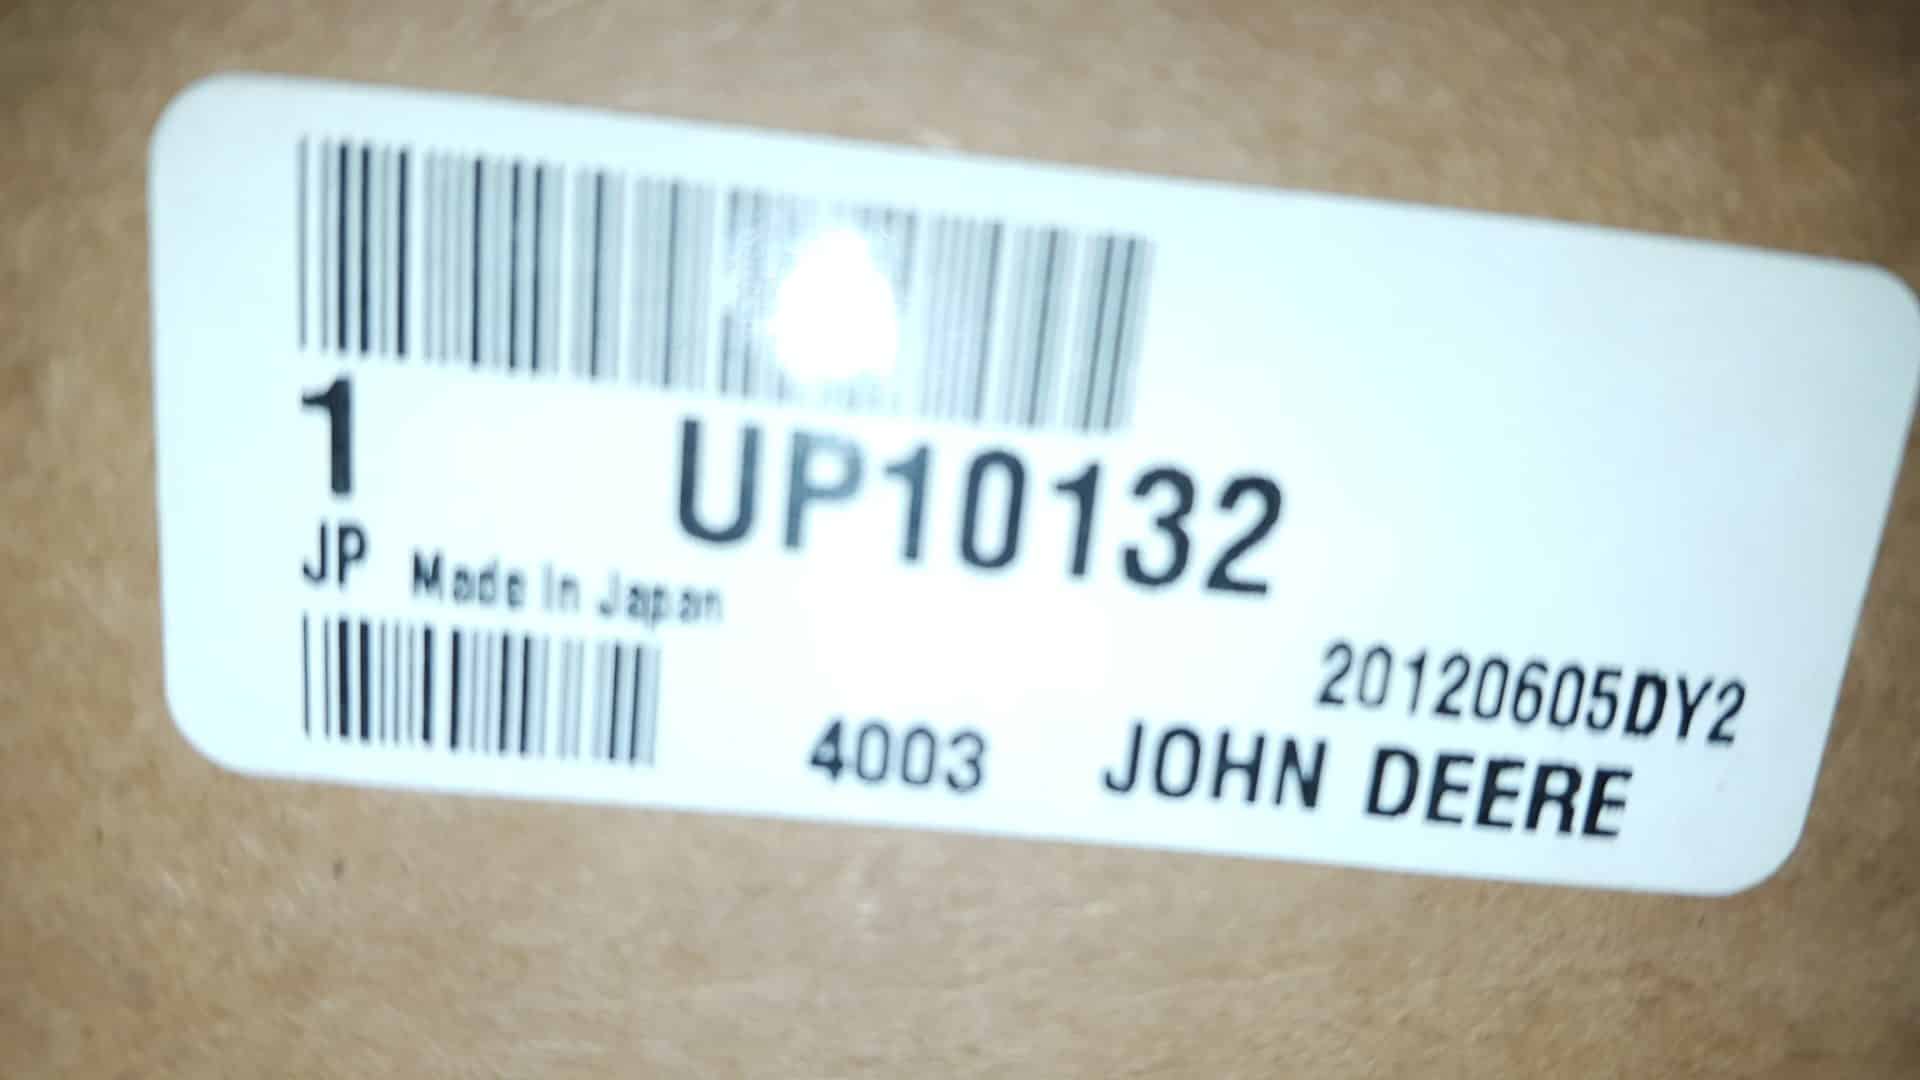 1 UP10132
JP Made In Japan
20120605DY2
4003 JOHN DEERE